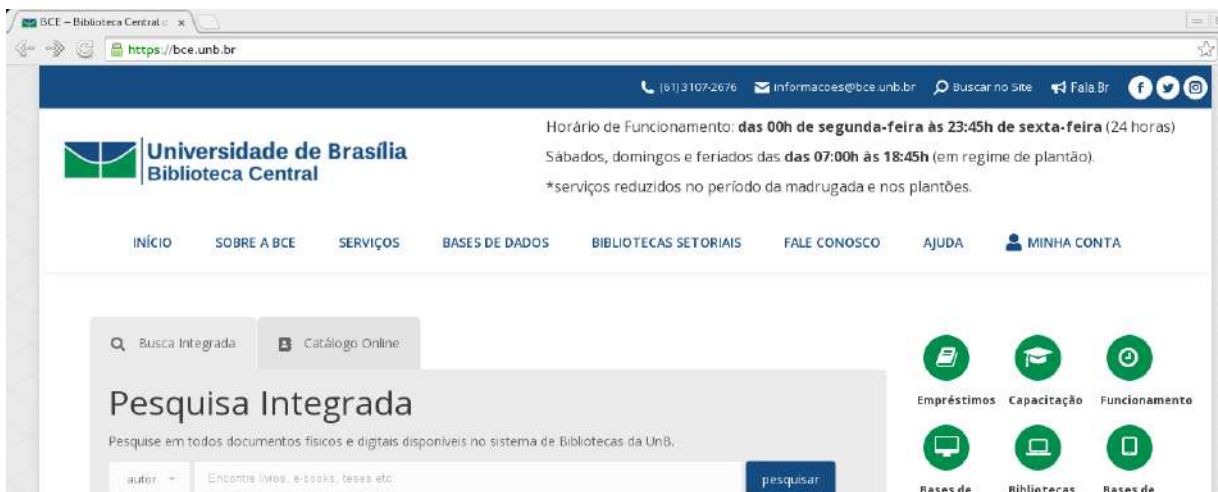 BCE – Biblioteca Central
https://bce.unb.br
(61)3107-2676 informacoes@bce.unb.br Buscar no Site Fala.Br
Horário de Funcionamento: das 00h de segunda-feira às 23:45h de sexta-feira (24 horas)
Universidade de Brasília
Biblioteca Central
Sábados, domingos e feriados das das 07:00h às 18:45h (em regime de plantão).
*serviços reduzidos no período da madrugada e nos plantões.
INÍCIO SOBRE A BCE SERVIÇOS BASES DE DADOS BIBLIOTECAS SETORIAIS FALE CONOSCO AJUDA MINHA CONTA
Busca Integrada Catálogo Online
Pesquisa Integrada
Empréstimos Capacitação Funcionamento
Pesquise em todos documentos físicos e digitais disponíveis no sistema de Bibliotecas da UnB.
autor Encontre livros, e-books, teses etc. pesquisar
Bases de Bibliotecas Bases de